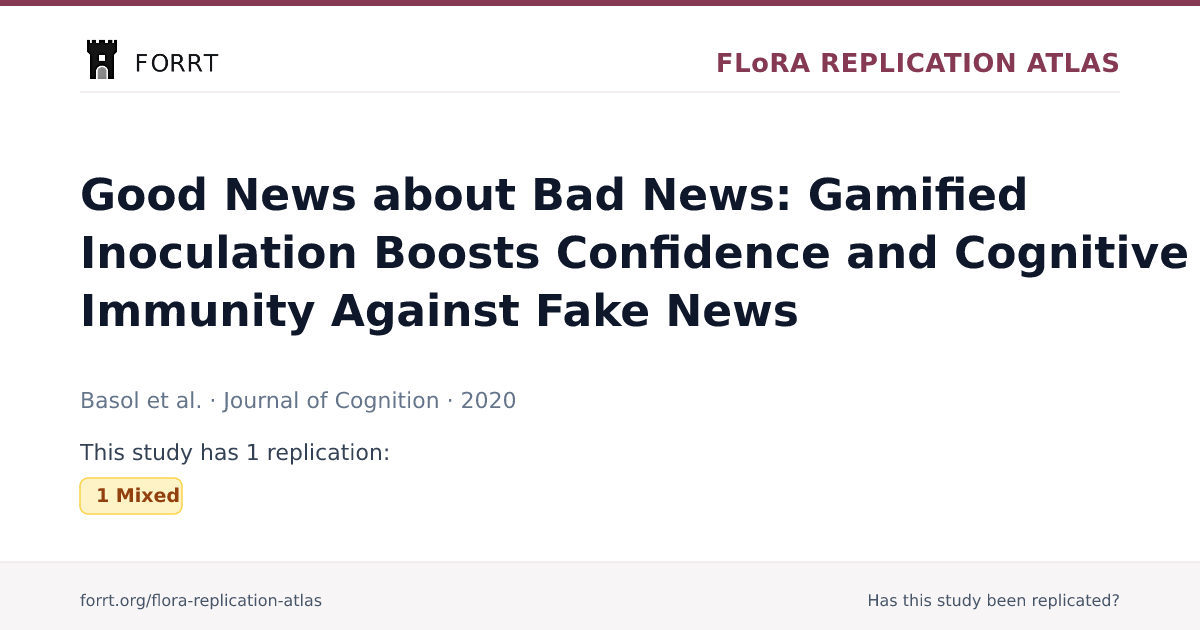 FORRT
FLoRA REPLICATION ATLAS
Good News about Bad News: Gamified
Inoculation Boosts Confidence and Cognitive
Immunity Against Fake News
Basol et al. · Journal of Cognition · 2020
This study has 1 replication:
1 Mixed
forrt.org/flora-replication-atlas
Has this study been replicated?